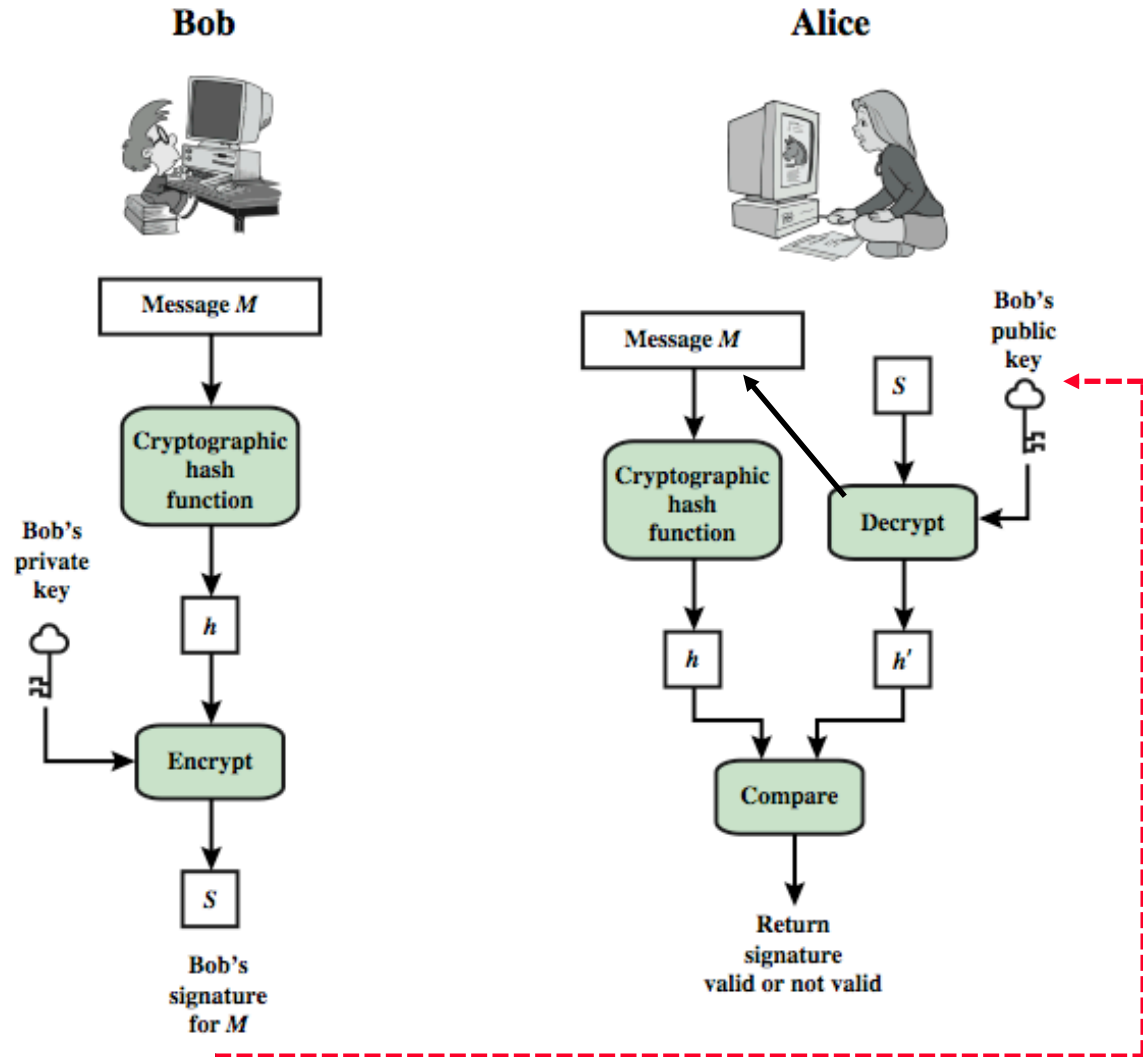 Bob
Message M
Cryptographic
hash
function
Bob's
private
key
h
Encrypt
S
Bob's
signature
for M
Alice
Message M
Bob's
public
key
S
Cryptographic
hash
function
Decrypt
h
h′
Compare
Return
signature
valid or not valid